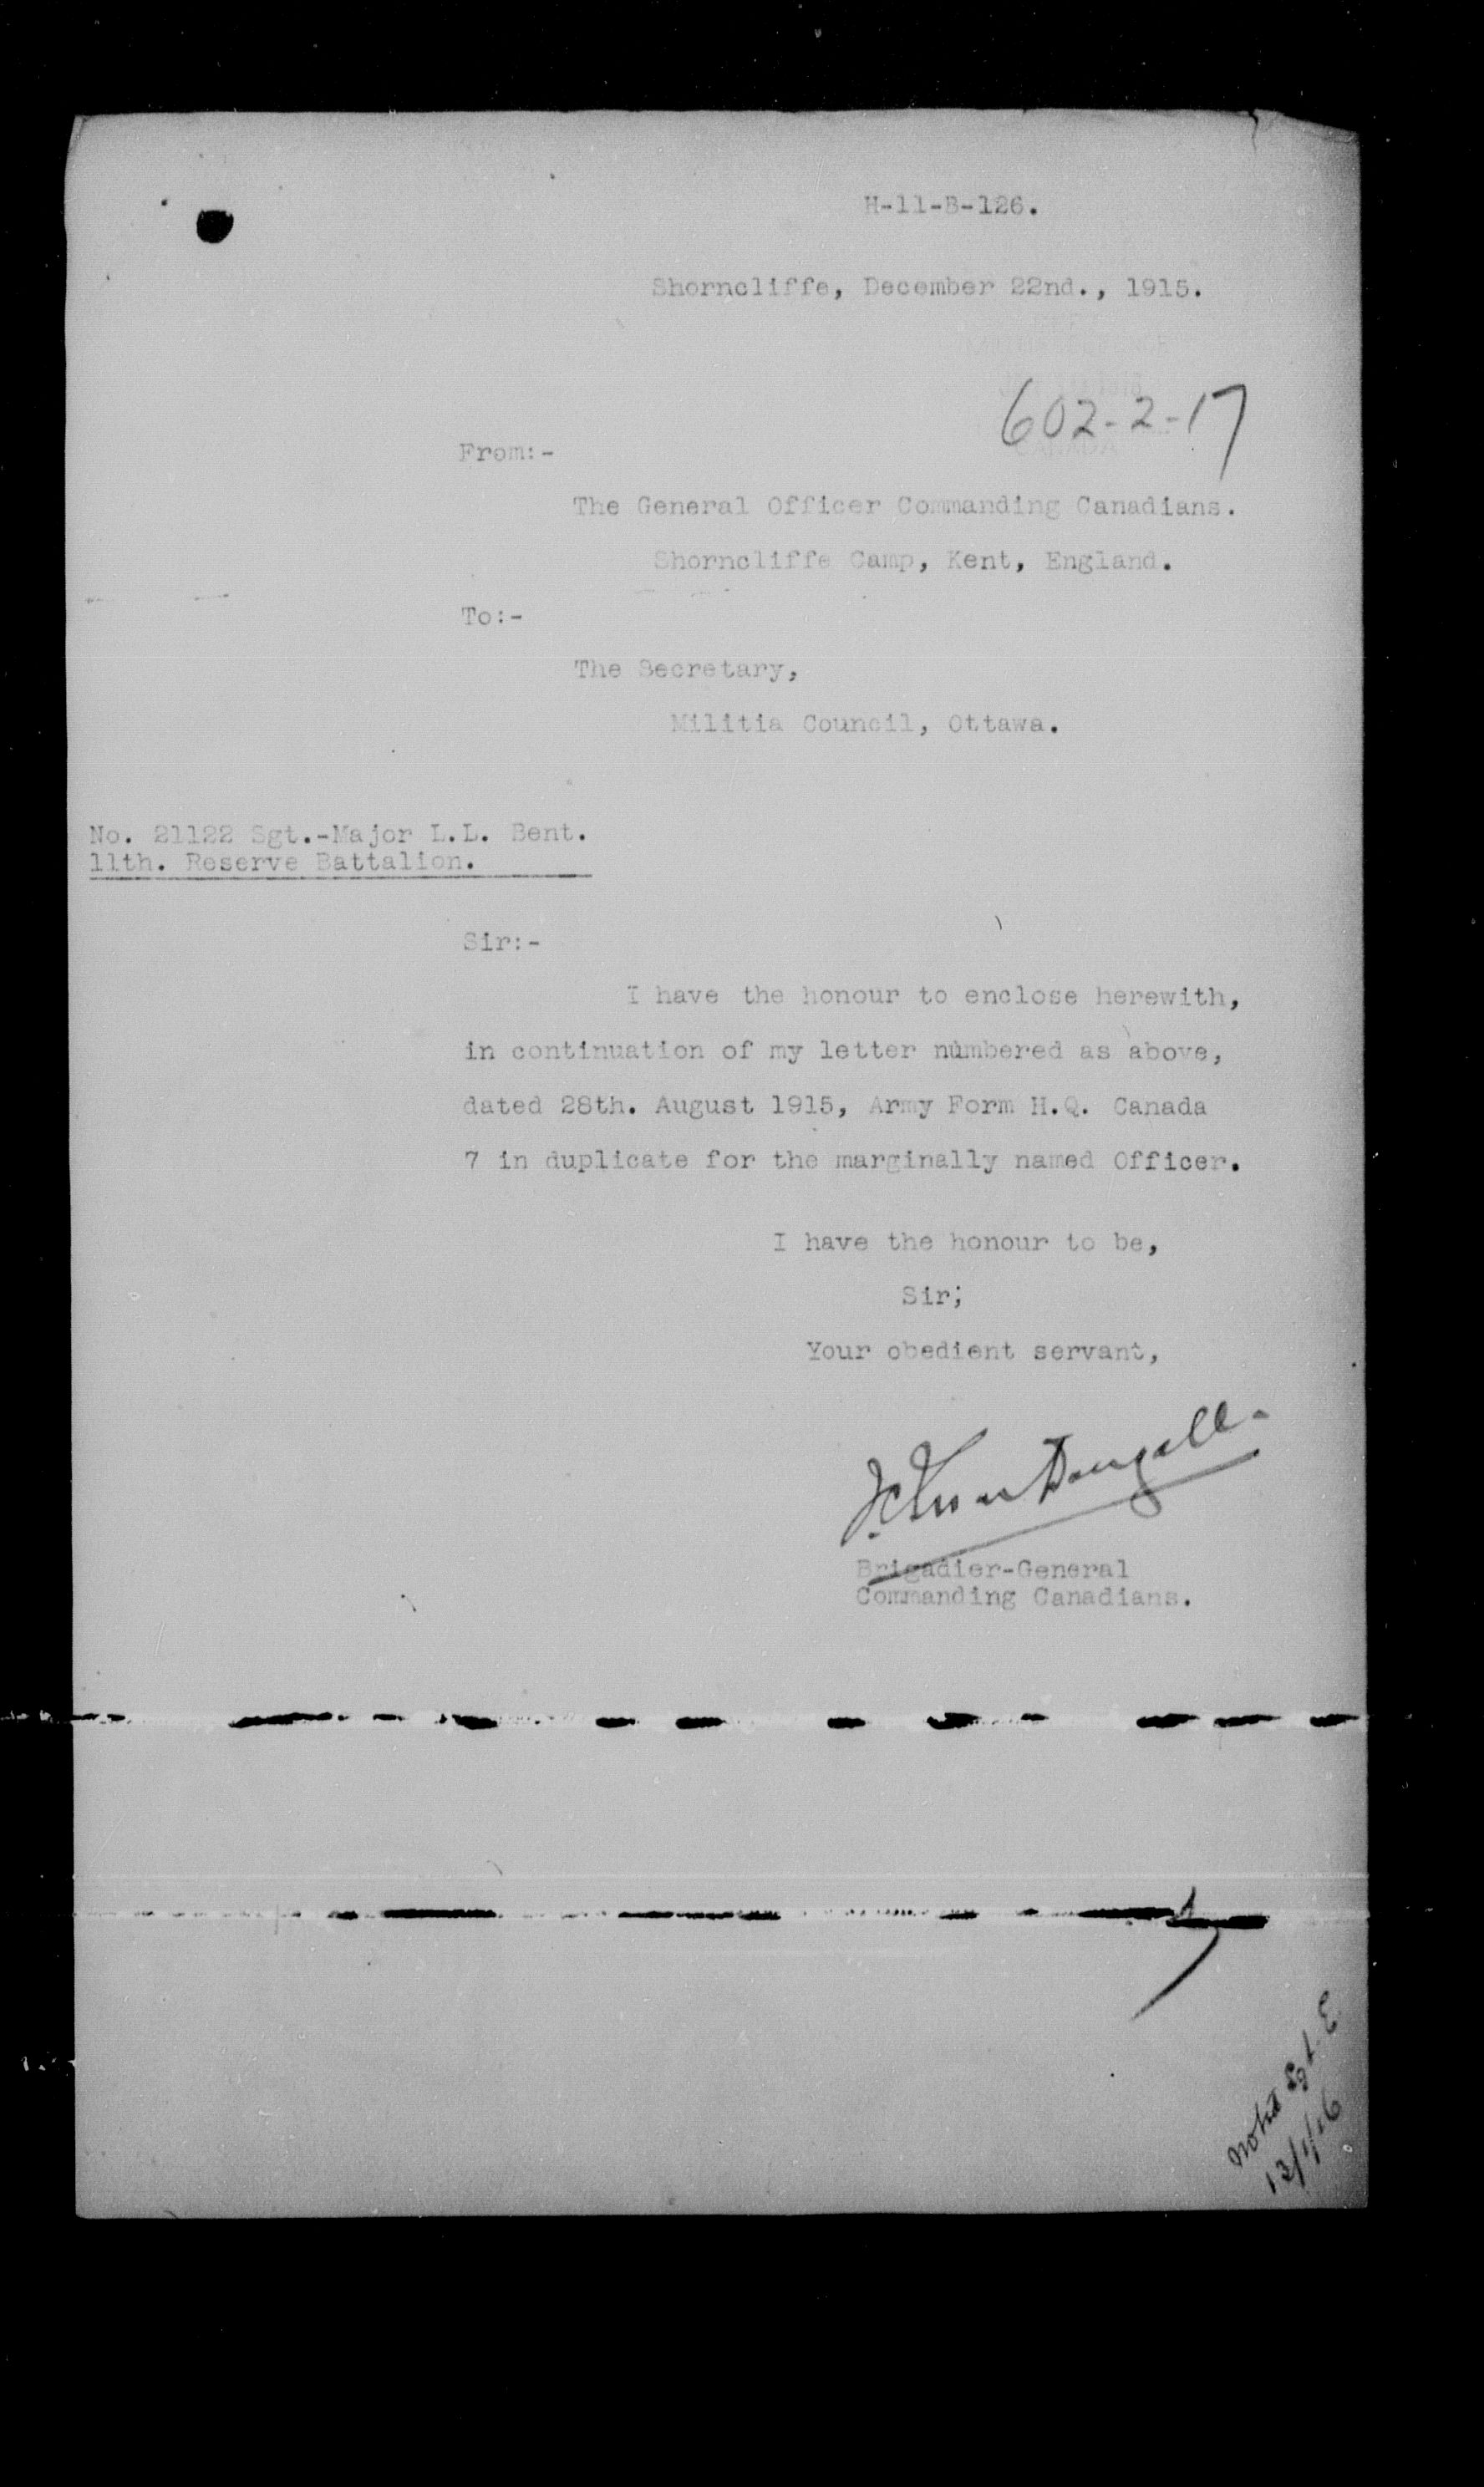 H-11-B-126.
Shorncliffe, December 22nd., 1915.
602-2-17
CANADA
From:-
The General Officer Commanding Canadians.
Shorncliffe Camp, Kent, England.
To:-
The Secretary,
Militia Council, Ottawa.
No. 21122 Sgt.-Major L.L. Bent.
11th. Reserve Battalion.
Sir:-
I have the honour to enclose herewith,
in continuation of my letter numbered as above,
dated 28th. August 1915, Army Form H.Q. Canada
7 in duplicate for the marginally named Officer.
I have the honour to be,
Sir;
Your obedient servant,
J.C. MacDougall.
Brigadier-General
Commanding Canadians.
Noted
13/1/16